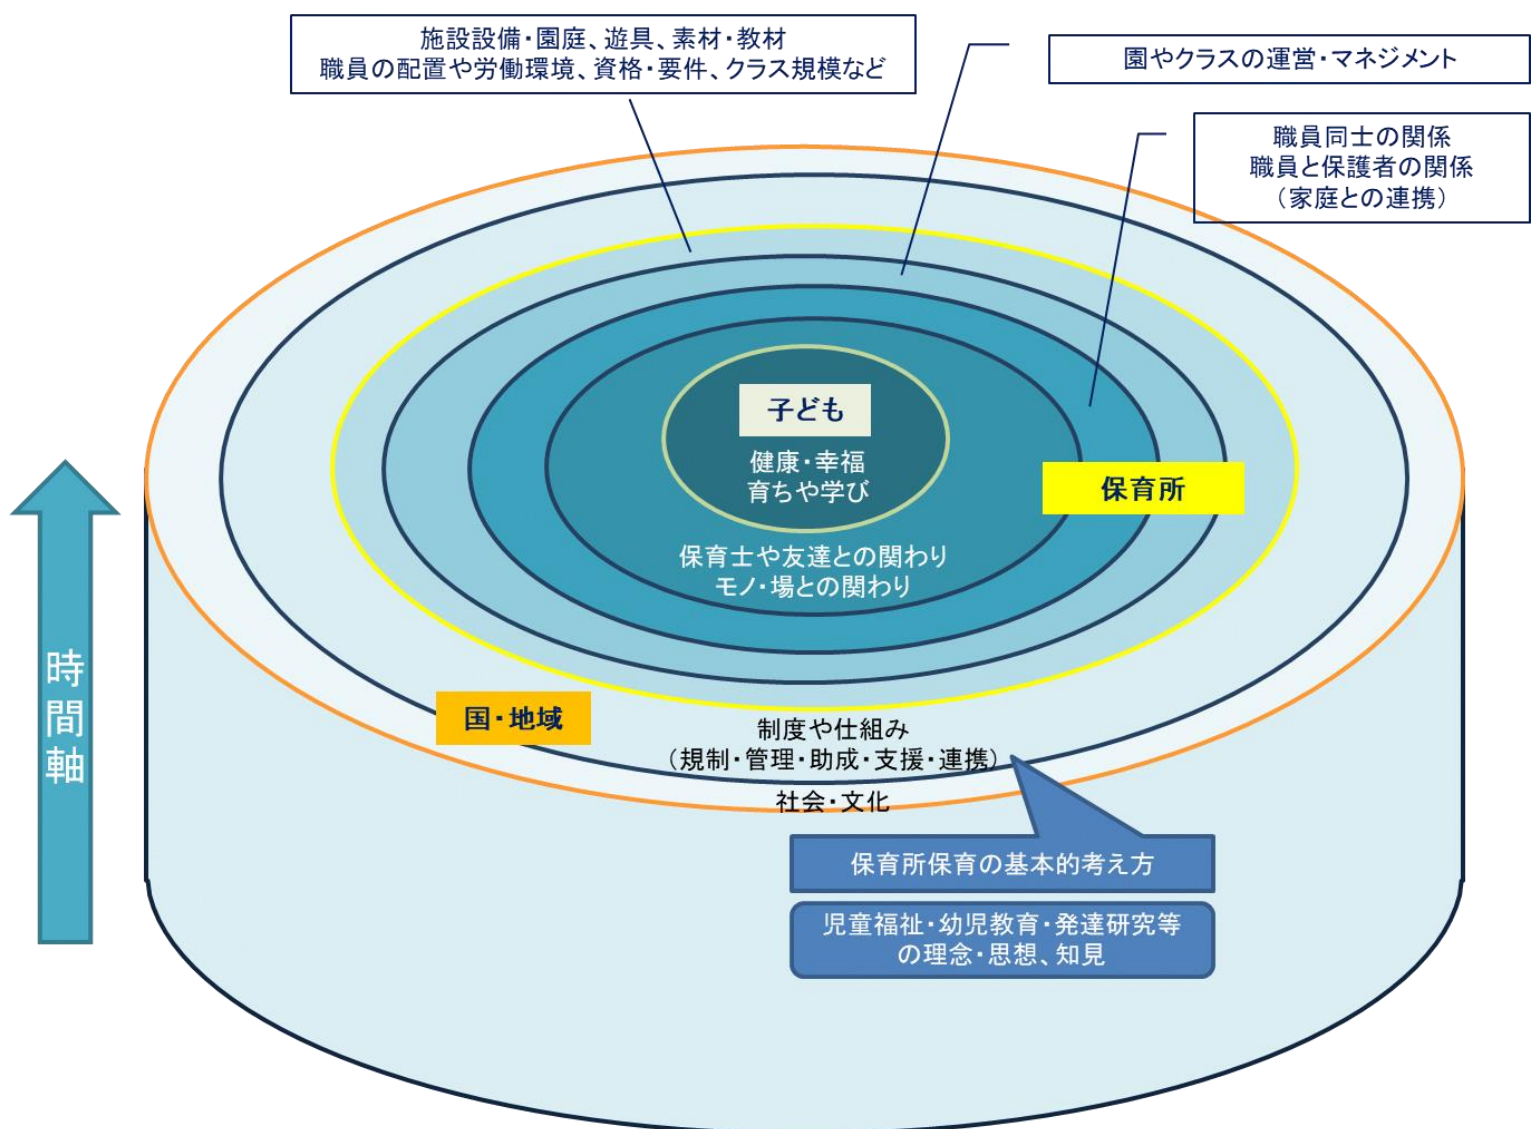 施設設備・園庭、遊具、素材・教材
職員の配置や労働環境、資格・要件、クラス規模など
園やクラスの運営・マネジメント
職員同士の関係
職員と保護者の関係
（家庭との連携）
子ども
健康・幸福
育ちや学び
保育所
保育士や友達との関わり
モノ・場との関わり
時間軸
国・地域
制度や仕組み
（規制・管理・助成・支援・連携）
社会・文化
保育所保育の基本的考え方
児童福祉・幼児教育・発達研究等
の理念・思想、知見